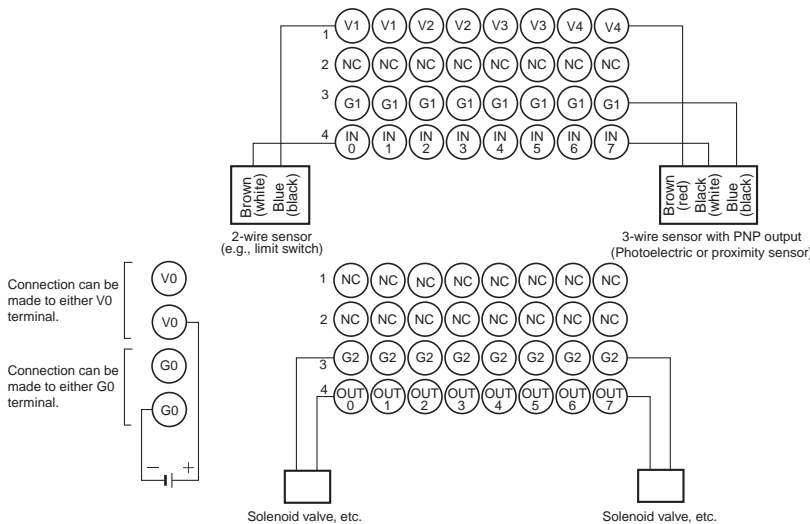 1 V1 V1 V2 V2 V3 V3 V4 V4
2 NC NC NC NC NC NC NC NC
3 G1 G1 G1 G1 G1 G1 G1 G1
4 IN 0 IN 1 IN 2 IN 3 IN 4 IN 5 IN 6 IN 7
Brown
(white)
Blue
(black)
2-wire sensor
(e.g., limit switch)
Brown
(red)
Black
(white)
Blue
(black)
3-wire sensor with PNP output
(Photoelectric or proximity sensor)
Connection can be
made to either V0
terminal.
V0
V0
Connection can be
made to either G0
terminal.
G0
G0
− +
1 NC NC NC NC NC NC NC NC
2 NC NC NC NC NC NC NC NC
3 G2 G2 G2 G2 G2 G2 G2 G2
4 OUT 0 OUT 1 OUT 2 OUT 3 OUT 4 OUT 5 OUT 6 OUT 7
Solenoid valve, etc.
Solenoid valve, etc.